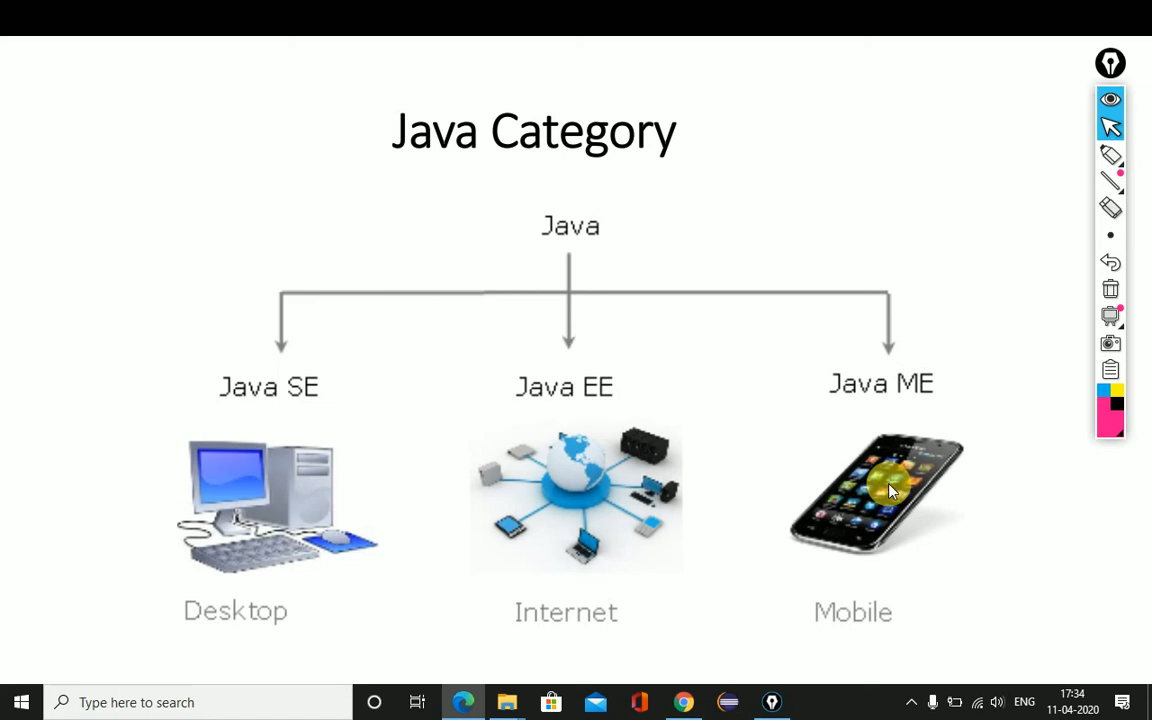 Java Category
Java
Java SE
Java EE
Java ME
Desktop
Internet
Mobile
Type here to search
ENG
17:34
11-04-2020